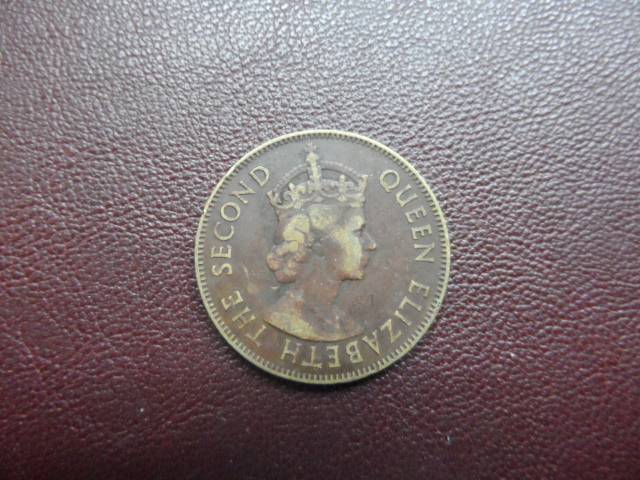 QUEEN ELIZABETH THE SECOND